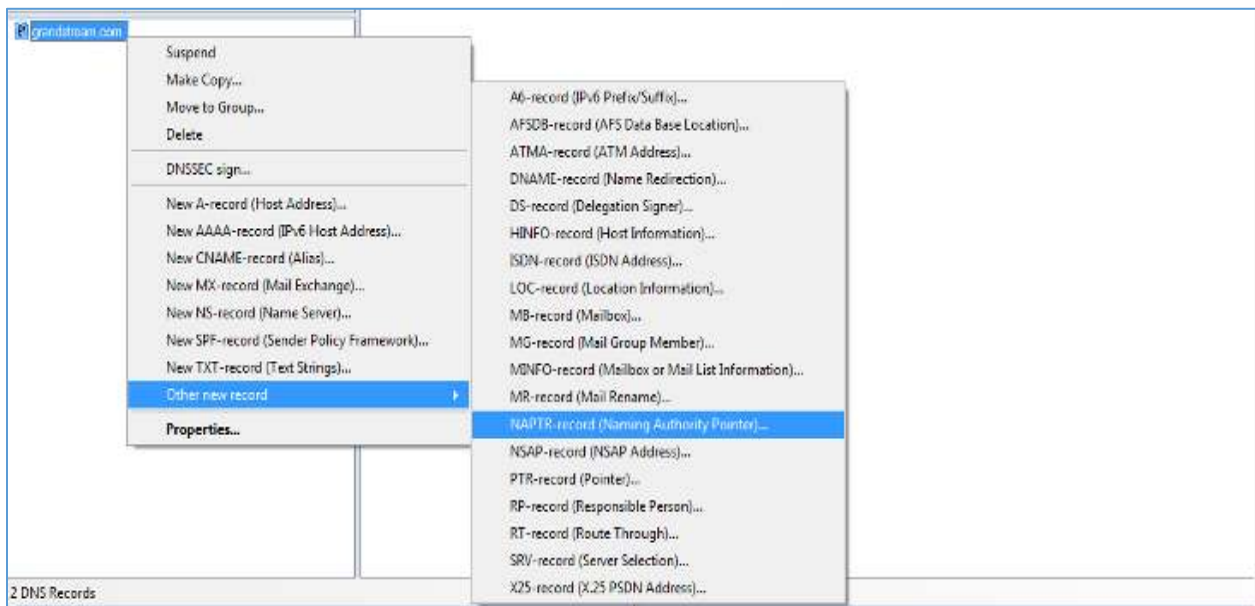 grandstream.com
Suspend
Make Copy...
Move to Group...
Delete
DNSSEC sign...
New A-record (Host Address)...
New AAAA-record (IPv6 Host Address)...
New CNAME-record (Alias)...
New MX-record (Mail Exchange)...
New NS-record (Name Server)...
New SPF-record (Sender Policy Framework)...
New TXT-record (Text Strings)...
Other new record
Properties...
A6-record (IPv6 Prefix/Suffix)...
AFSDB-record (AFS Data Base Location)...
ATMA-record (ATM Address)...
DNAME-record (Name Redirection)...
DS-record (Delegation Signer)...
HINFO-record (Host Information)...
ISDN-record (ISDN Address)...
LOC-record (Location Information)...
MB-record (Mailbox)...
MG-record (Mail Group Member)...
MINFO-record (Mailbox or Mail List Information)...
MR-record (Mail Rename)...
NAPTR-record (Naming Authority Pointer)...
NSAP-record (NSAP Address)...
PTR-record (Pointer)...
RP-record (Responsible Person)...
RT-record (Route Through)...
SRV-record (Server Selection)...
X25-record (X.25 PSDN Address)...
2 DNS Records